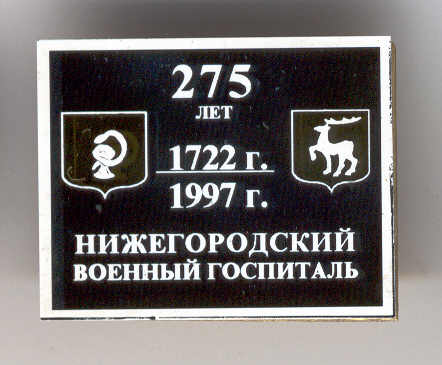 275
ЛЕТ
1722 г.
1997 г.
НИЖЕГОРОДСКИЙ
ВОЕННЫЙ ГОСПИТАЛЬ